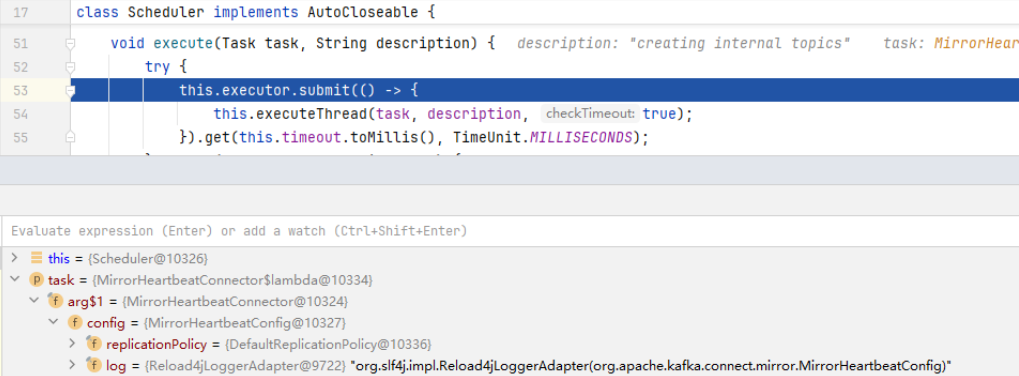 17 class Scheduler implements AutoCloseable {
51 void execute(Task task, String description) { description: "creating internal topics" task: MirrorHear
52 try {
53 this.executor.submit(() -> {
54 this.executeThread(task, description, checkTimeout: true);
55 }).get(this.timeout.toMillis(), TimeUnit.MILLISECONDS);
Evaluate expression (Enter) or add a watch (Ctrl+Shift+Enter)
this = {Scheduler@10326}
p task = {MirrorHeartbeatConnector$lambda@10334}
f arg$1 = {MirrorHeartbeatConnector@10324}
f config = {MirrorHeartbeatConfig@10327}
f replicationPolicy = {DefaultReplicationPolicy@10336}
f log = {Reload4jLoggerAdapter@9722} "org.slf4j.impl.Reload4jLoggerAdapter(org.apache.kafka.connect.mirror.MirrorHeartbeatConfig)"